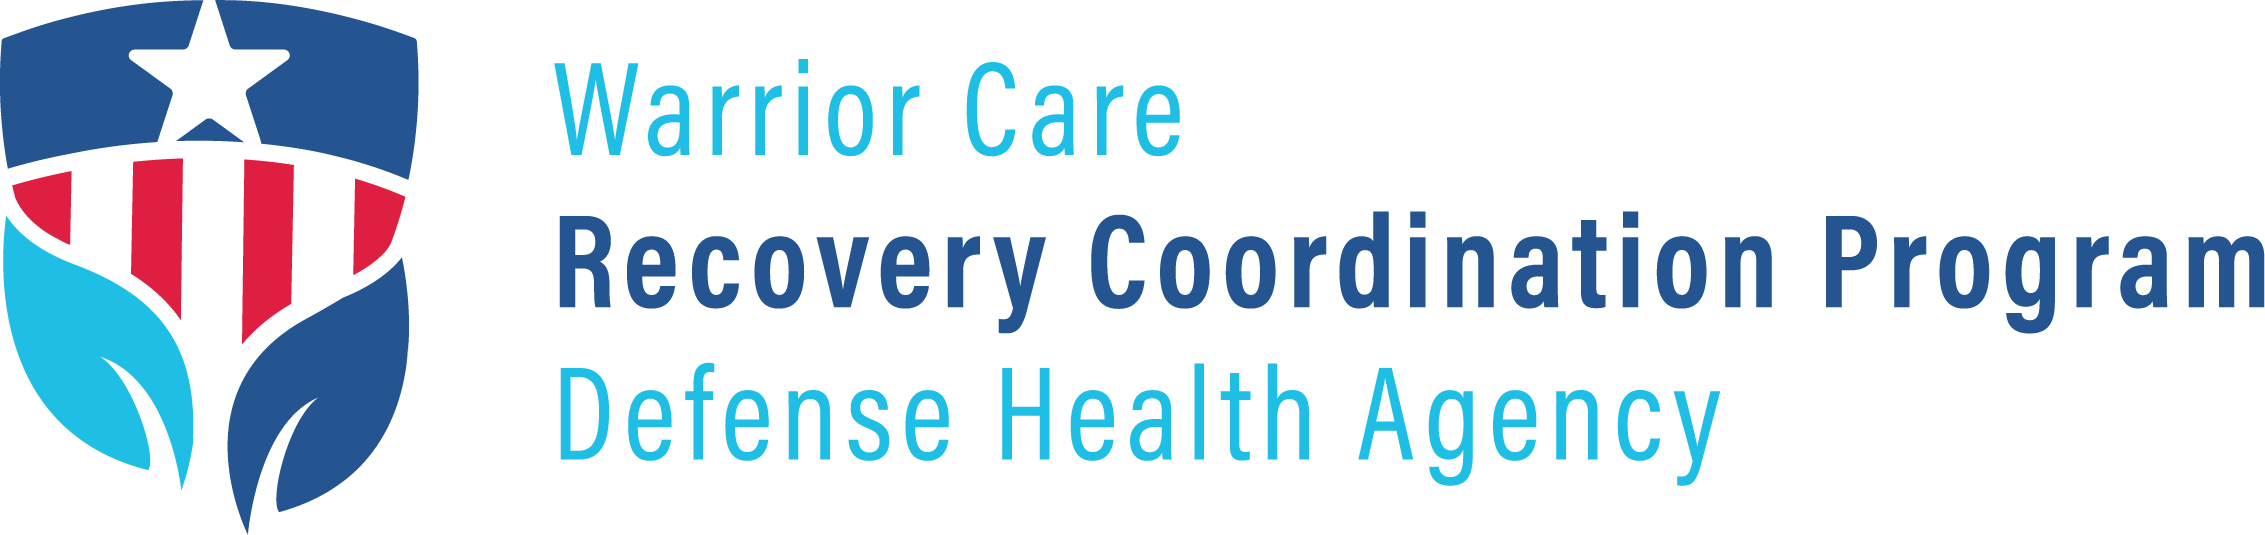 Warrior Care
Recovery Coordination Program
Defense Health Agency